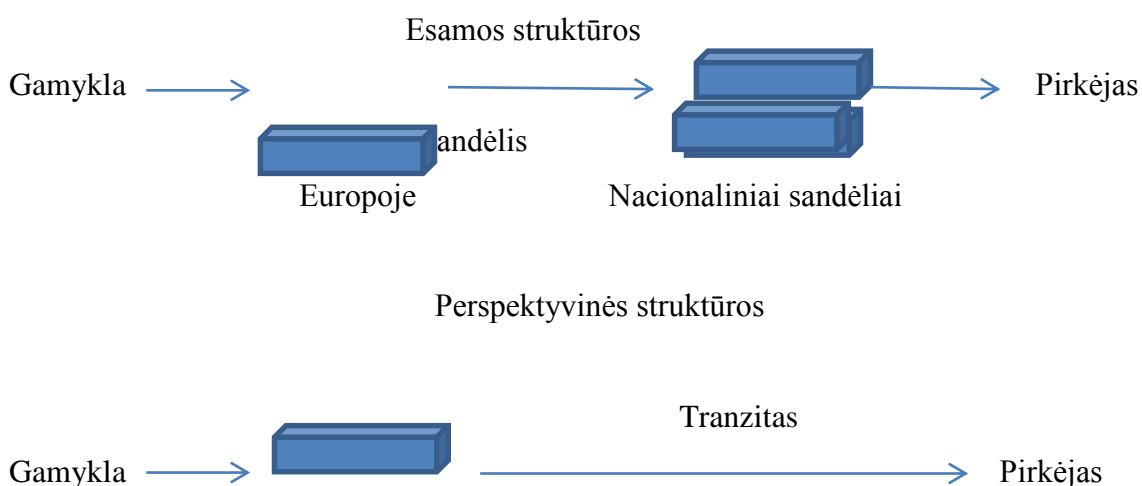 Esamos struktūros
Gamykla Pirkėjas
andėlis
Europoje Nacionaliniai sandėliai
Perspektyvinės struktūros
Tranzitas
Gamykla Pirkėjas